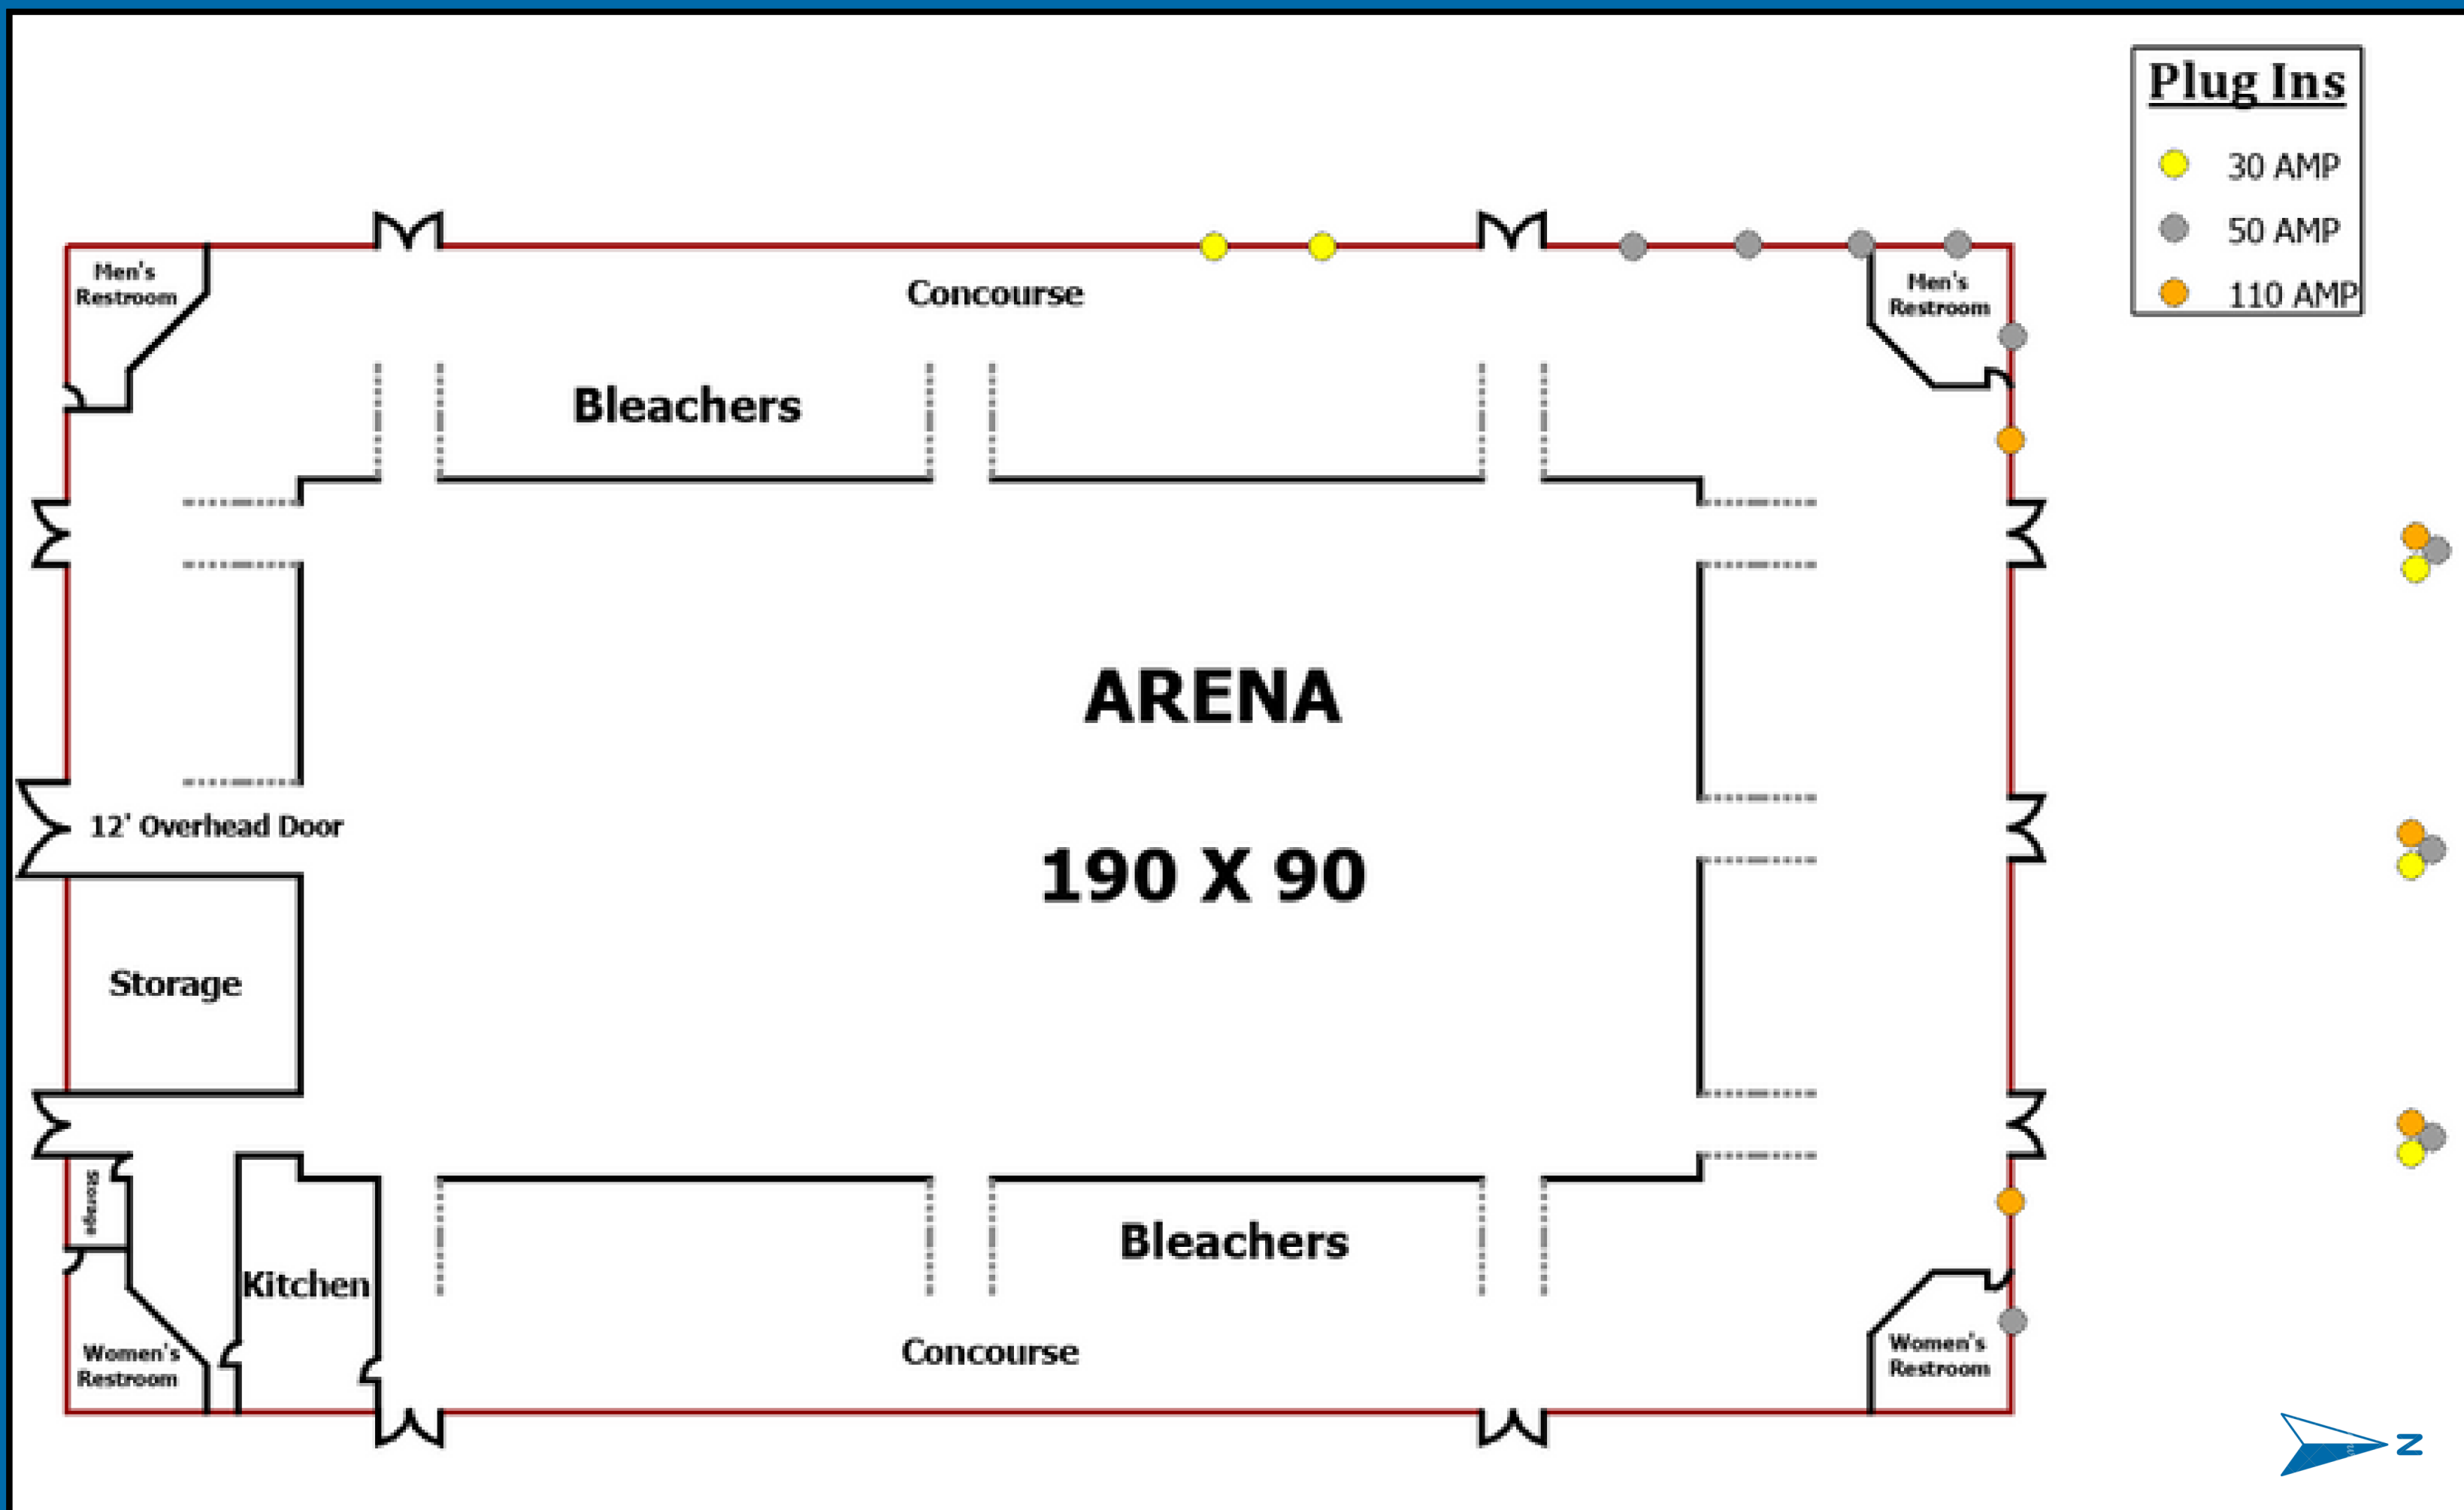 Plug Ins
30 AMP
50 AMP
110 AMP
Men's
Restroom
Concourse
Men's
Restroom
Bleachers
ARENA
12' Overhead Door
190 X 90
Storage
Storage
Bleachers
Kitchen
Women's
Restroom
Concourse
Women's
Restroom
N